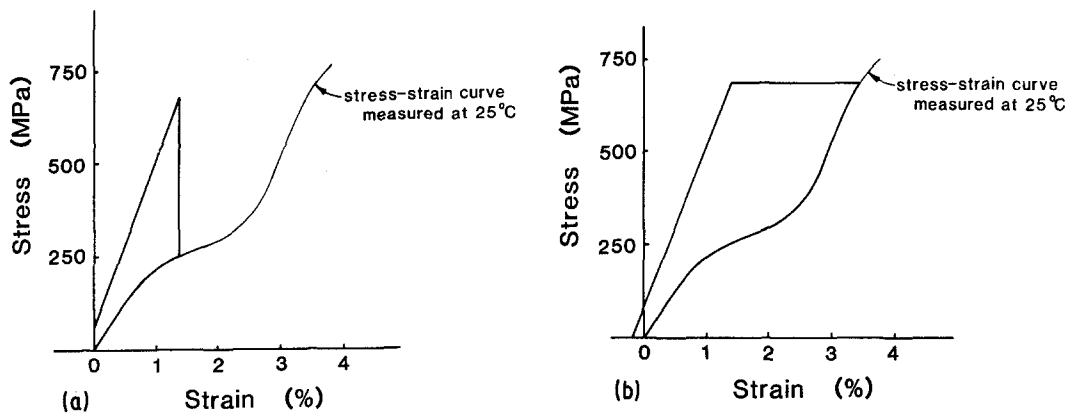 Stress (MPa)
750
500
250
0
0 1 2 3 4
stress-strain curve
measured at 25°C
(a) Strain (%)
Stress (MPa)
750
500
250
0 1 2 3 4
stress-strain curve
measured at 25°C
(b) Strain (%)